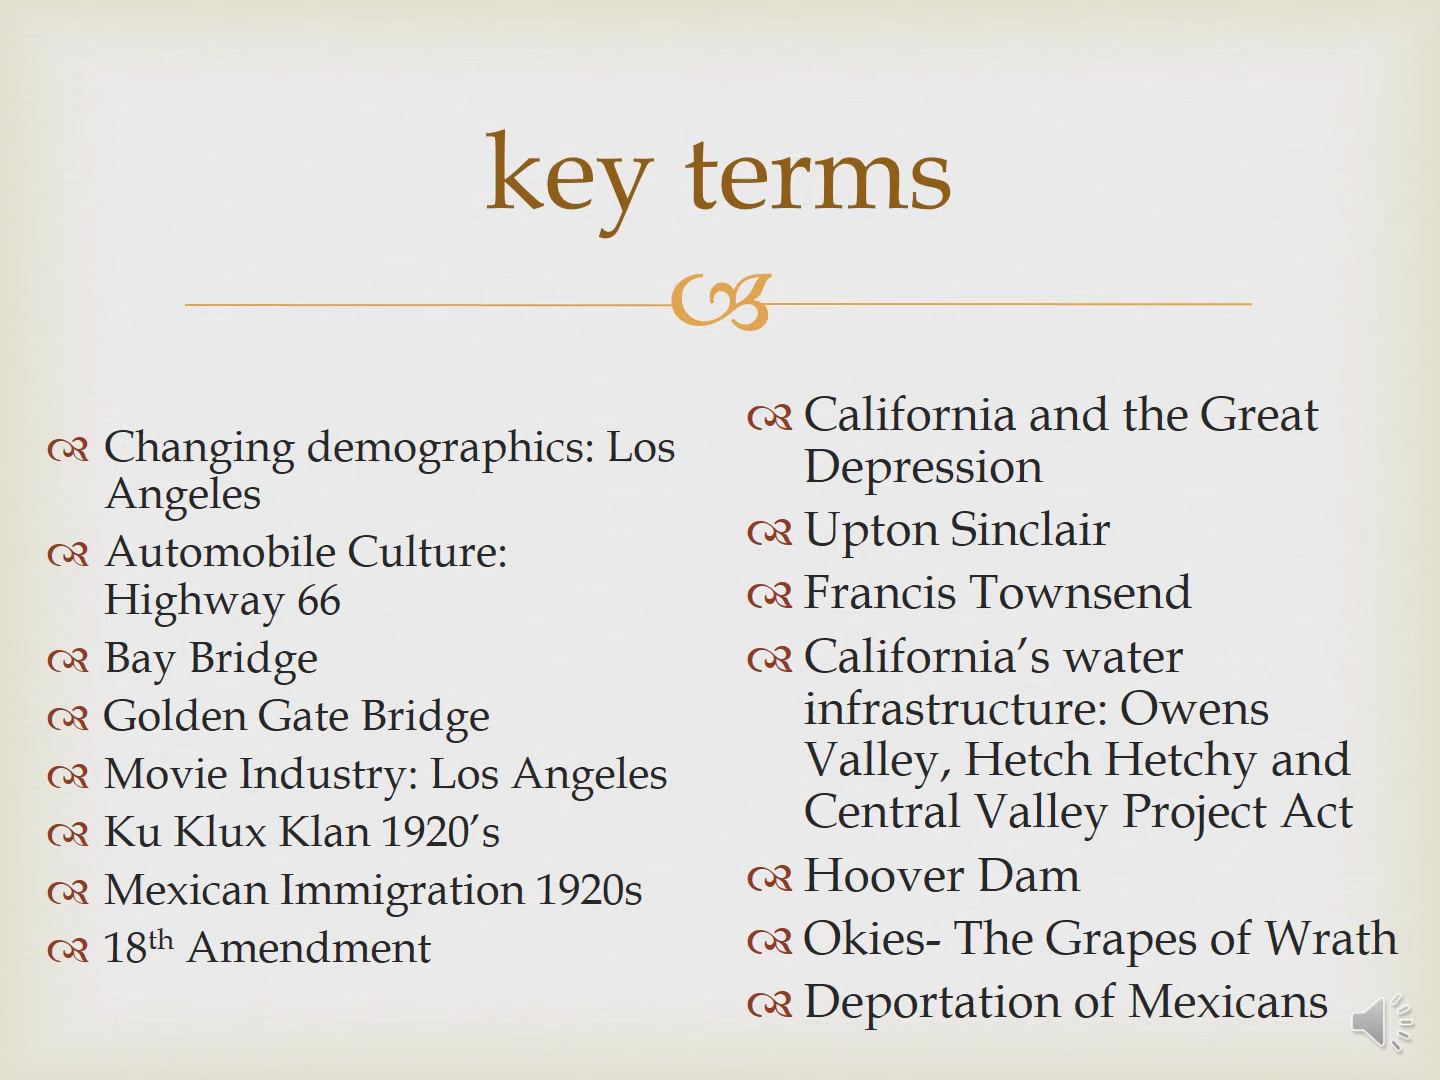 key terms
Changing demographics: Los
Angeles
Automobile Culture:
Highway 66
Bay Bridge
Golden Gate Bridge
Movie Industry: Los Angeles
Ku Klux Klan 1920’s
Mexican Immigration 1920s
18th Amendment
California and the Great
Depression
Upton Sinclair
Francis Townsend
California’s water
infrastructure: Owens
Valley, Hetch Hetchy and
Central Valley Project Act
Hoover Dam
Okies- The Grapes of Wrath
Deportation of Mexicans